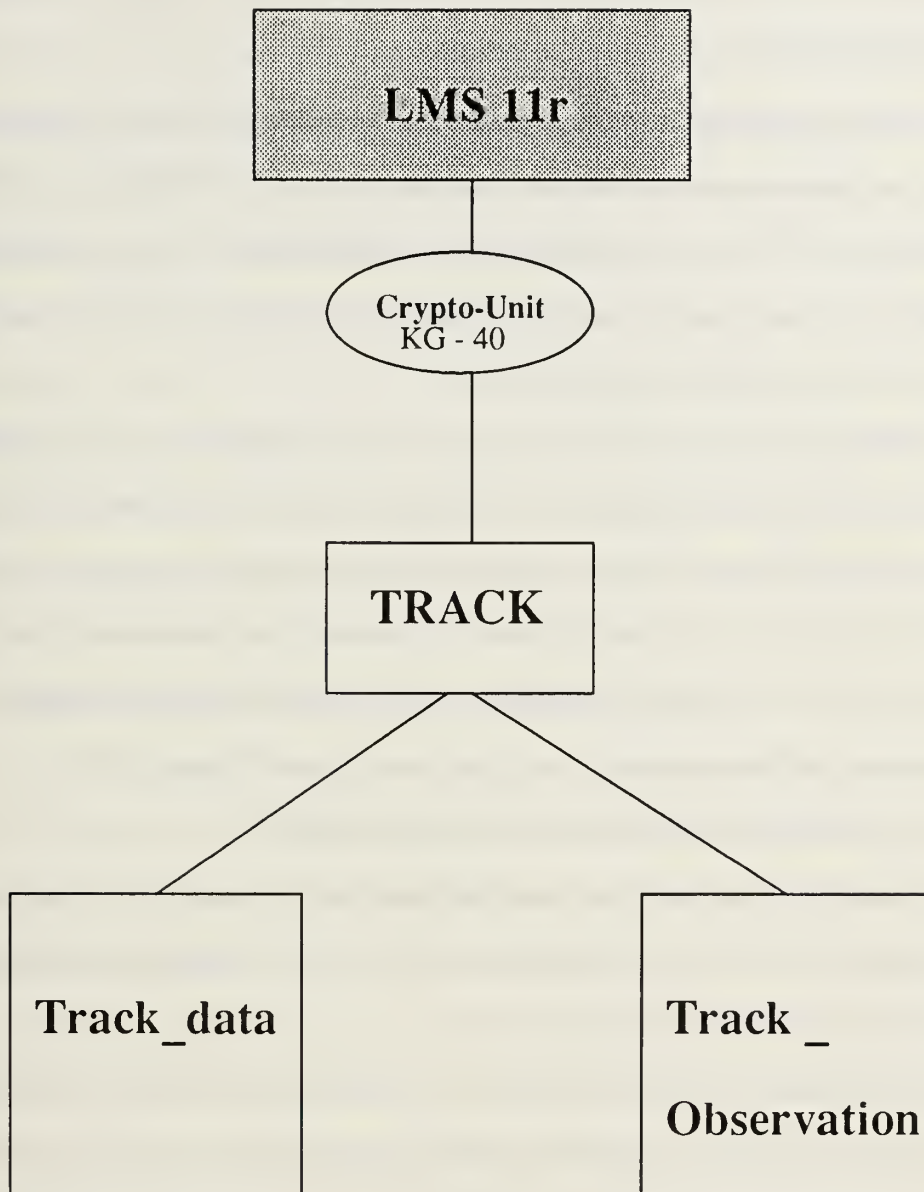 LMS 11r
Crypto-Unit
KG - 40
TRACK
Track_data
Track _
Observation